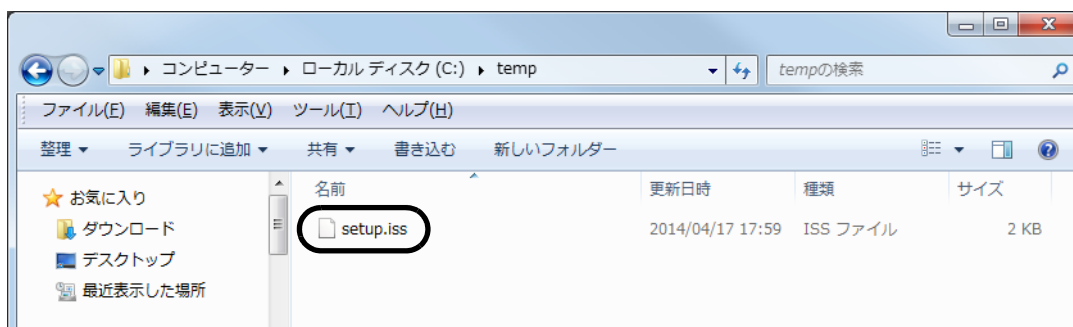 コンピューター ローカル ディスク (C:) temp tempの検索
ファイル(F) 編集(E) 表示(V) ツール(T) ヘルプ(H)
整理 ライブラリに追加 共有 書き込む 新しいフォルダー
お気に入り
ダウンロード
デスクトップ
最近表示した場所
名前 更新日時 種類 サイズ
setup.iss 2014/04/17 17:59 ISS ファイル 2 KB